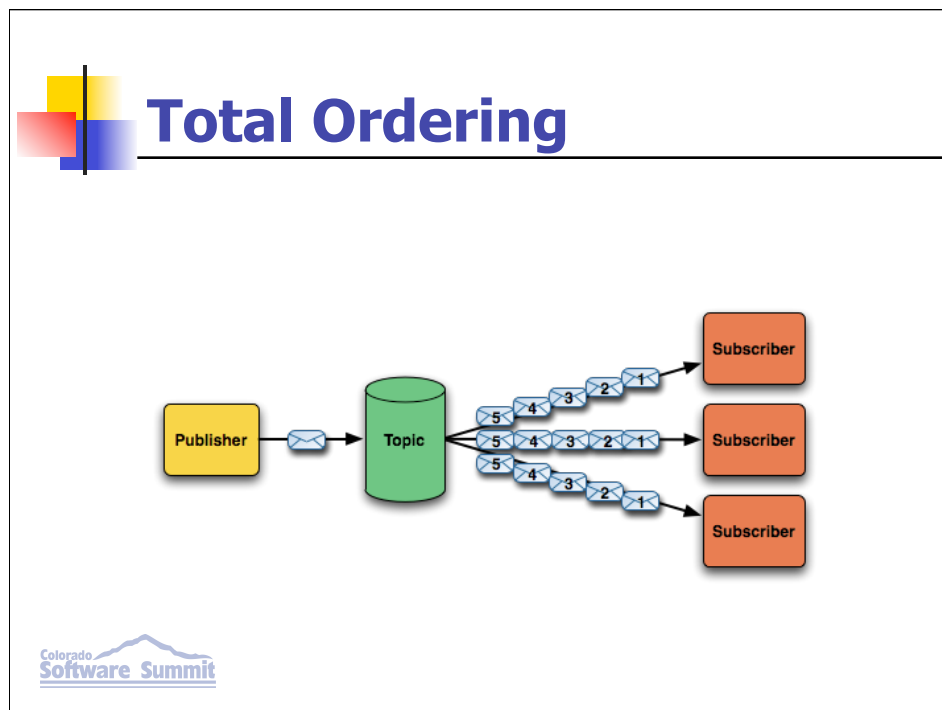 Total Ordering
Subscriber
5 4 3 2 1
Publisher
Topic
5 4 3 2 1
Subscriber
5 4 3 2 1
Subscriber
Colorado
Software Summit